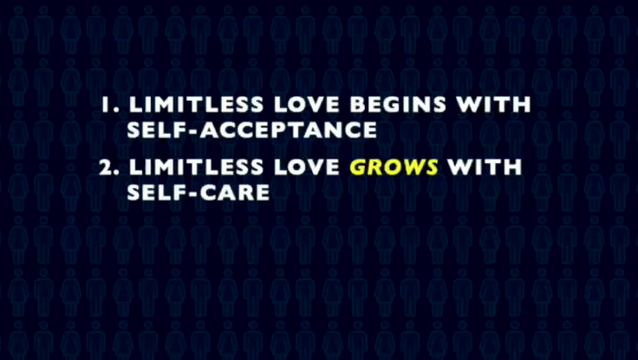 1. LIMITLESS LOVE BEGINS WITH
SELF-ACCEPTANCE
2. LIMITLESS LOVE GROWS WITH
SELF-CARE